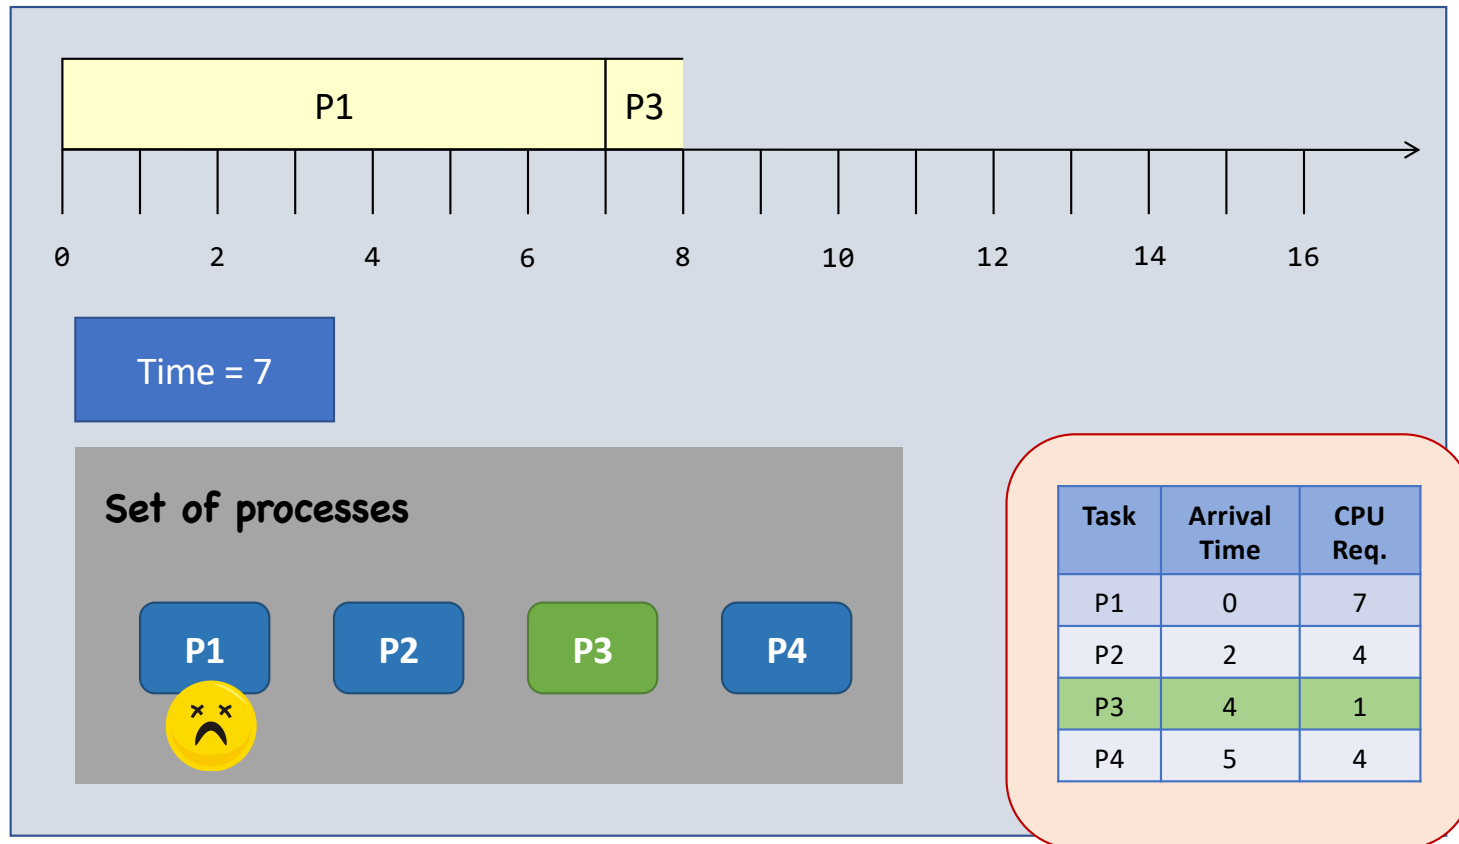 P1 P3
0 2 4 6 8 10 12 14 16
Time = 7
Set of processes
P1 P2 P3 P4
Task Arrival CPU
Time Req.
P1 0 7
P2 2 4
P3 4 1
P4 5 4